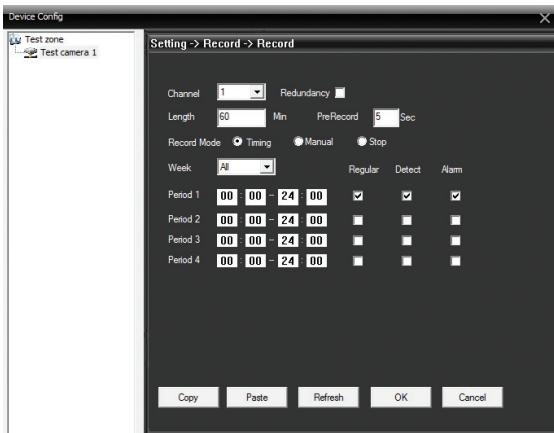 Device Config
Test zone
Test camera 1
Setting -> Record -> Record
Channel 1 Redundancy
Length 60 Min PreRecord 5 Sec
Record Mode Timing Manual Stop
Week All Regular Detect Alarm
Period 1 00 : 00 - 24 : 00
Period 2 00 : 00 - 24 : 00
Period 3 00 : 00 - 24 : 00
Period 4 00 : 00 - 24 : 00
Copy Paste Refresh OK Cancel